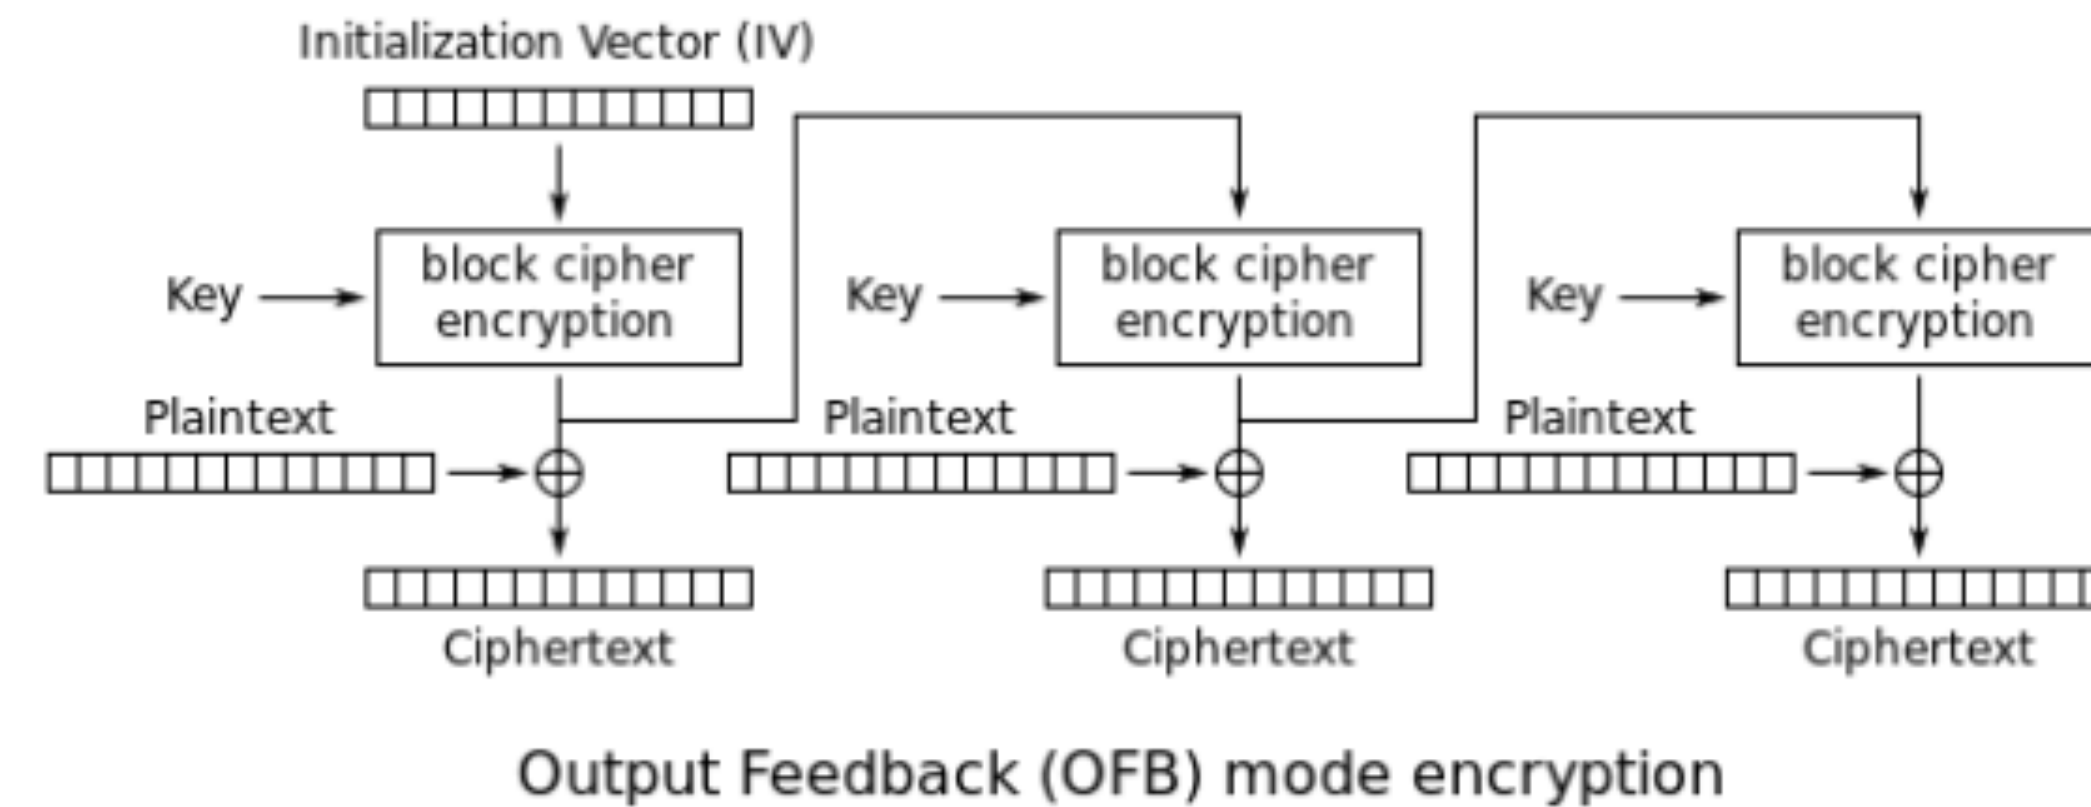 Initialization Vector (IV)
block cipher
encryption
Key
block cipher
encryption
Key
block cipher
encryption
Key
Plaintext
Plaintext
Plaintext
Ciphertext
Ciphertext
Ciphertext
Output Feedback (OFB) mode encryption